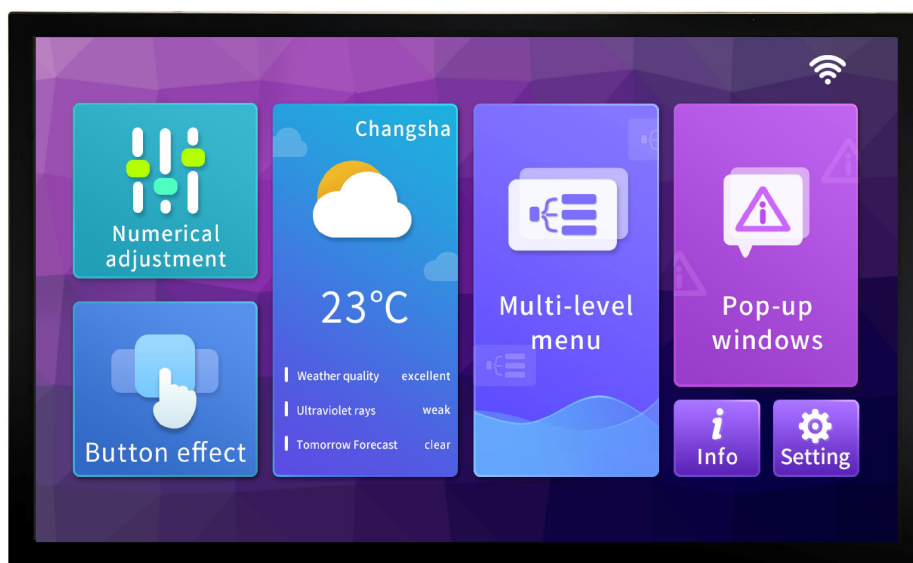 Numerical
adjustment
Button effect
Changsha
23°C
Weather quality excellent
Ultraviolet rays weak
Tomorrow Forecast clear
Multi-level
menu
Pop-up
windows
Info
Setting